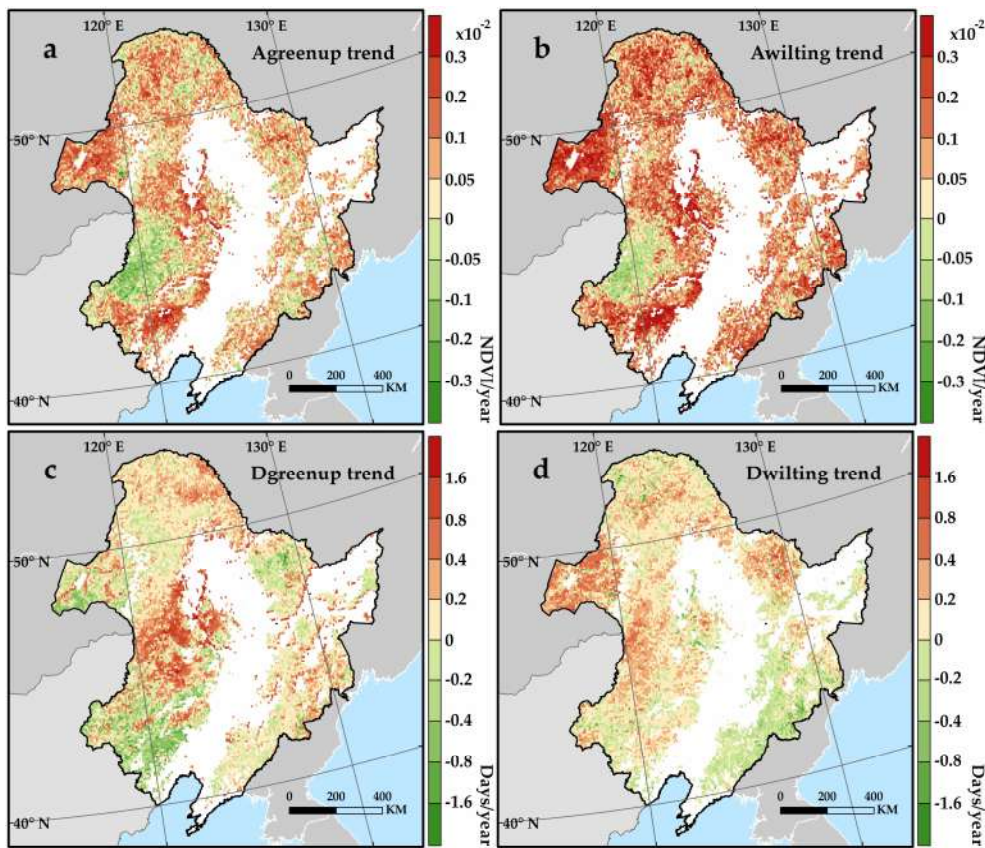 120° E
130° E
x10⁻²
a
Agreenup trend
0.3
0.2
0.1
0.05
0
-0.05
-0.1
-0.2
-0.3
NDVI/year
50° N
40° N
0 200 400
KM
120° E
130° E
x10⁻²
b
Awilting trend
0.3
0.2
0.1
0.05
0
-0.05
-0.1
-0.2
-0.3
NDVI/year
50° N
40° N
0 200 400
KM
120° E
130° E
c
Dgreenup trend
1.6
0.8
0.4
0.2
0
-0.2
-0.4
-0.8
-1.6
Days/year
50° N
40° N
0 200 400
KM
120° E
130° E
d
Dwilting trend
1.6
0.8
0.4
0.2
0
-0.2
-0.4
-0.8
-1.6
Days/year
50° N
40° N
0 200 400
KM